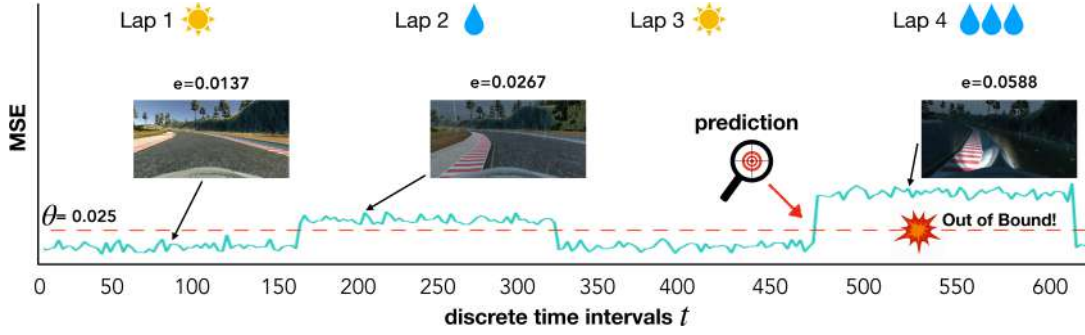 Lap 1
Lap 2
Lap 3
Lap 4
e=0.0137
e=0.0267
e=0.0588
MSE
prediction
θ= 0.025
Out of Bound!
0 50 100 150 200 250 300 350 400 450 500 550 600
discrete time intervals t